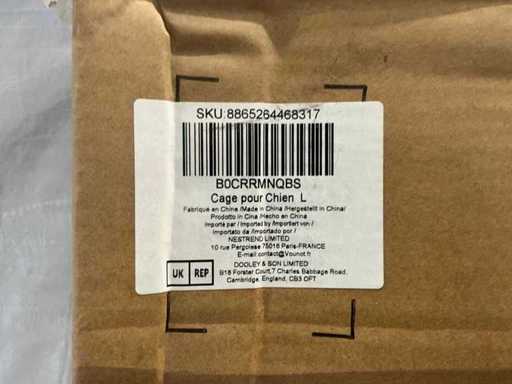 SKU:8865264468317
B0CRRMNQBS
Cage pour Chien L
Fabriqué en China /Made in China /Hergestellt in China/
Prodotto in Cina /Hecho en China
Importé par / Imported by /Importiert von /
Importato da /Importado por /
NESTREND LIMITED
10 rue Pergolese 75016 Paris-FRANCE
E-mail:contact@Vounot.fr
UK REP
DOOLEY & SON LIMITED
B18 Forster Court,7 Charles Babbage Road,
Cambridge, England, CB3 0FT